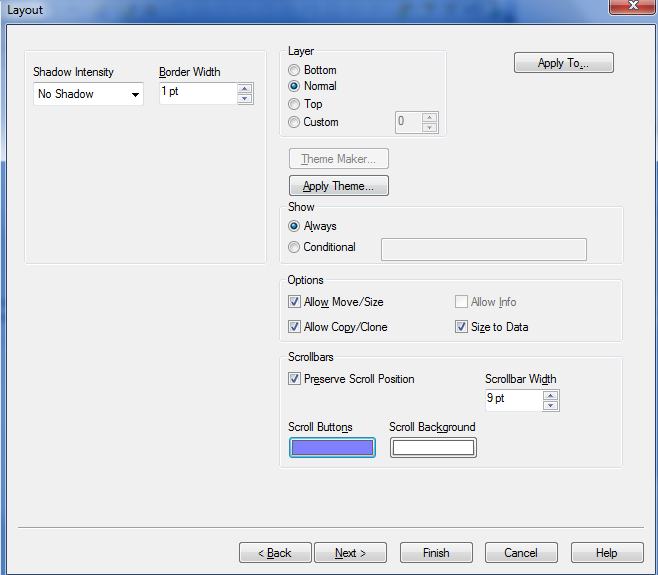 Layout
Shadow Intensity
Border Width
No Shadow
1 pt
Layer
Bottom
Normal
Top
Custom
0
Apply To...
Theme Maker...
Apply Theme...
Show
Always
Conditional
Options
Allow Move/Size
Allow Info
Allow Copy/Clone
Size to Data
Scrollbars
Preserve Scroll Position
Scrollbar Width
9 pt
Scroll Buttons
Scroll Background
< Back
Next >
Finish
Cancel
Help